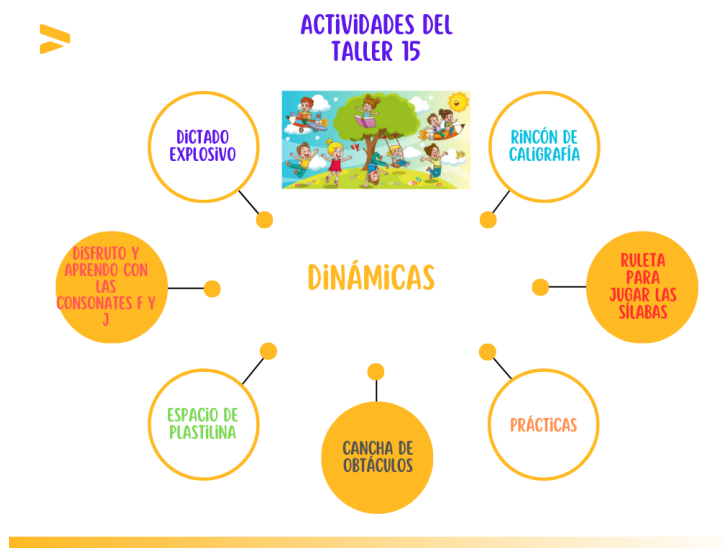 ACTIVIDADES DEL
TALLER 15
DICTADO
EXPLOSIVO
RINCÓN DE
CALIGRAFÍA
DISFRUTO Y
APRENDO CON
LAS
CONSONATES F Y
J
DINÁMICAS
RULETA
PARA
JUGAR LAS
SÍLABAS
ESPACIO DE
PLASTILINA
CANCHA DE
OBTÁCULOS
PRÁCTICAS